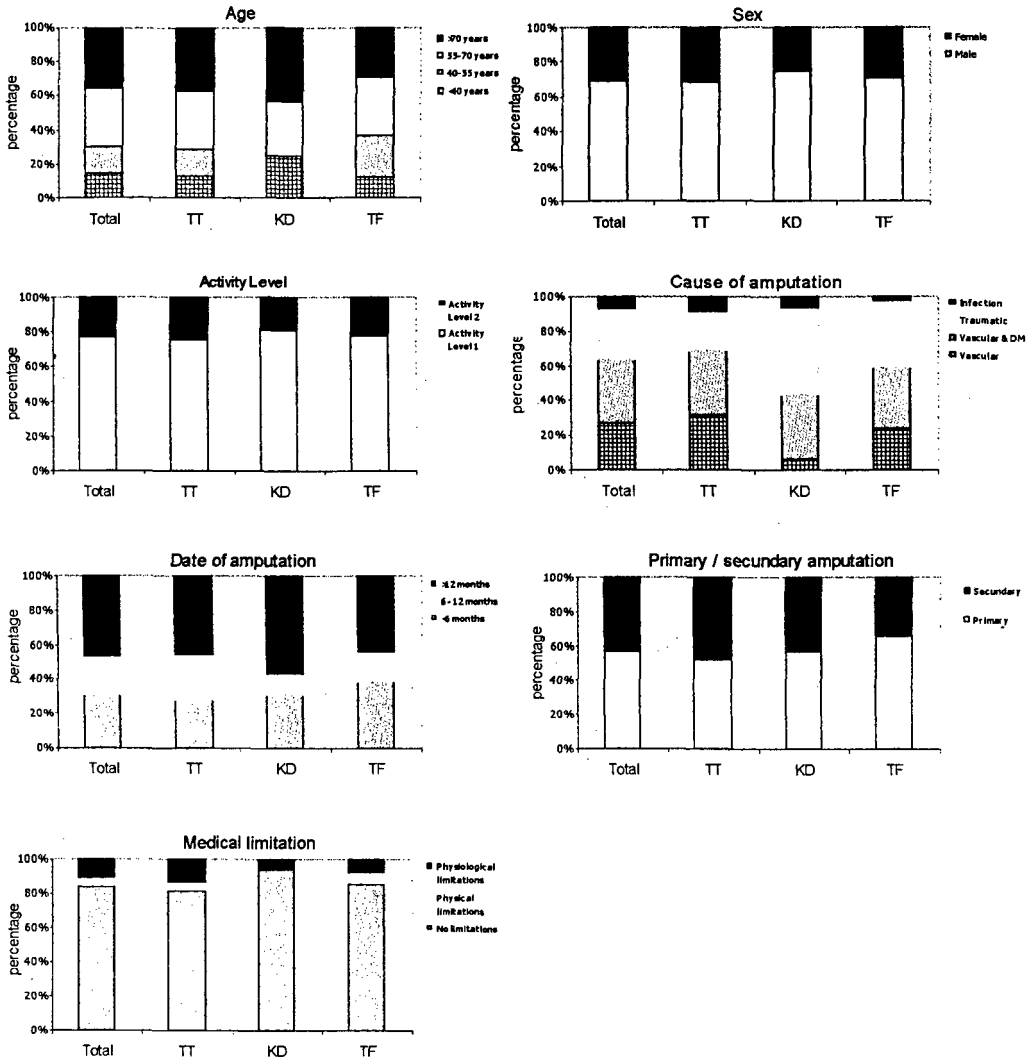 Age
100%
80%
60%
40%
20%
0%
percentage
Total TT KD TF
>70 years
55-70 years
40-55 years
<40 years
Sex
100%
80%
60%
40%
20%
0%
percentage
Total TT KD TF
Female
Male
Activity Level
100%
80%
60%
40%
20%
0%
percentage
Total TT KD TF
Activity
Level 2
Activity
Level 1
Cause of amputation
100%
80%
60%
40%
20%
0%
percentage
Total TT KD TF
Infection
Traumatic
Vascular & DM
Vascular
Date of amputation
100%
80%
60%
40%
20%
0%
percentage
Total TT KD TF
>12 months
6-12 months
<6 months
Primary / secundary amputation
100%
80%
60%
40%
20%
0%
percentage
Total TT KD TF
Secundary
Primary
Medical limitation
100%
80%
60%
40%
20%
0%
percentage
Total TT KD TF
Physiological
limitations
Physical
limitations
No limitations